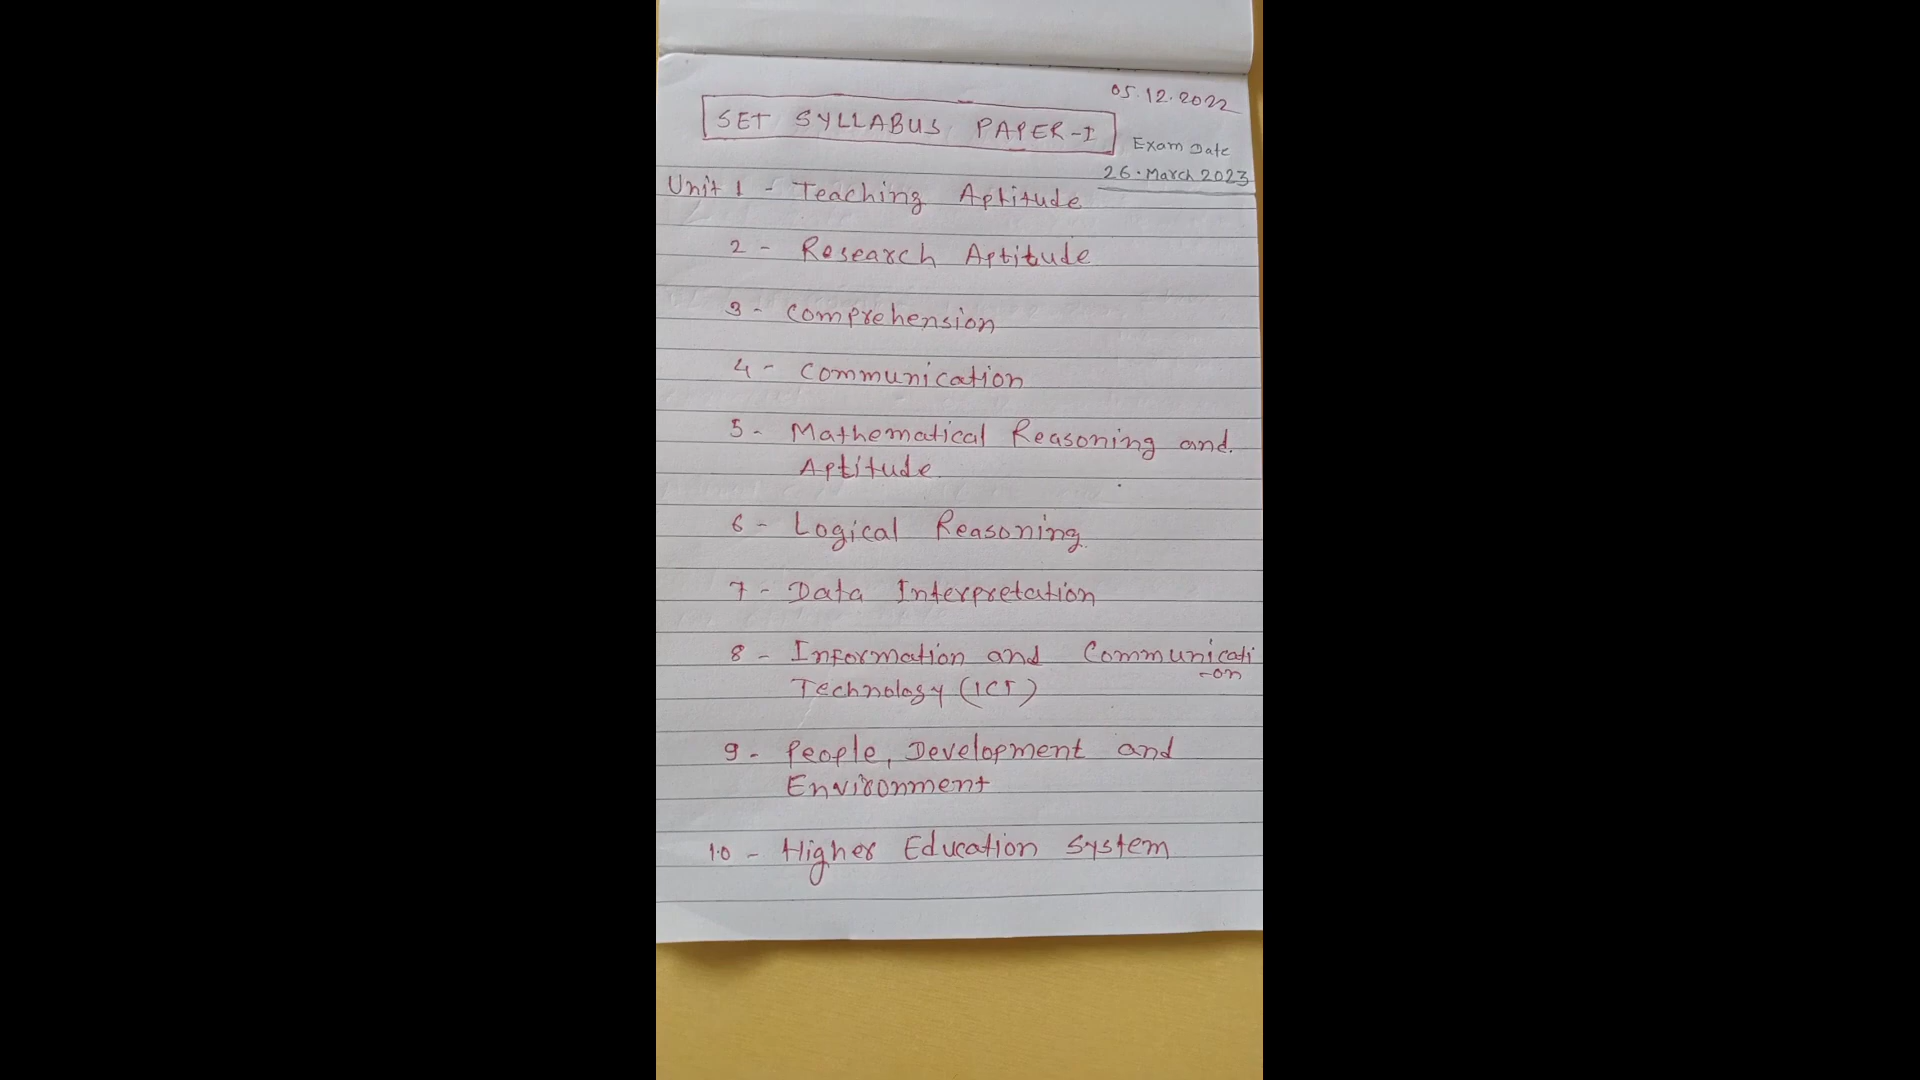 05.12.2022
SET SYLLABUS PAPER-I
Exam Date
26.March 2023
Unit 1 - Teaching Aptitude
2 - Research Aptitude
3 - Comprehension
4 - Communication
5 - Mathematical Reasoning and
Aptitude
6 - Logical Reasoning
7 - Data Interpretation
8 - Information and Communicati
-on
Technology (ICT)
9 - People, Development and
Environment
10 - Higher Education System